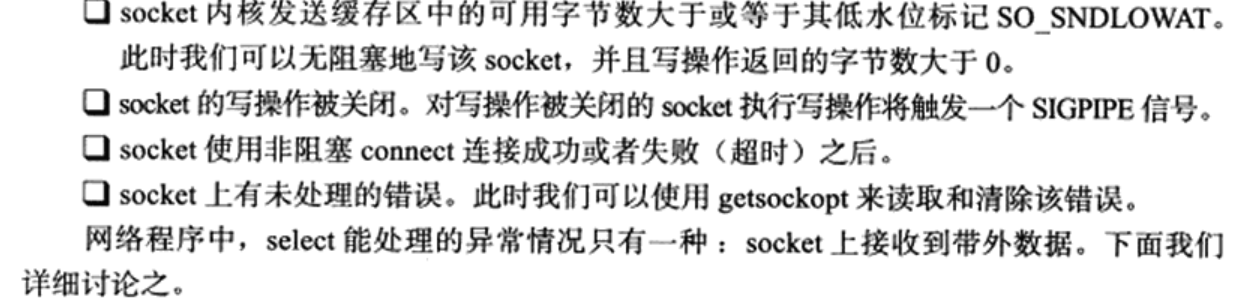 ❑ socket 内核发送缓存区中的可用字节数大于或等于其低水位标记 SO_SNDLOWAT。
此时我们可以无阻塞地写该 socket，并且写操作返回的字节数大于 0。
❑ socket 的写操作被关闭。对写操作被关闭的 socket 执行写操作将触发一个 SIGPIPE 信号。
❑ socket 使用非阻塞 connect 连接成功或者失败（超时）之后。
❑ socket 上有未处理的错误。此时我们可以使用 getsockopt 来读取和清除该错误。
网络程序中，select 能处理的异常情况只有一种：socket 上接收到带外数据。下面我们
详细讨论之。